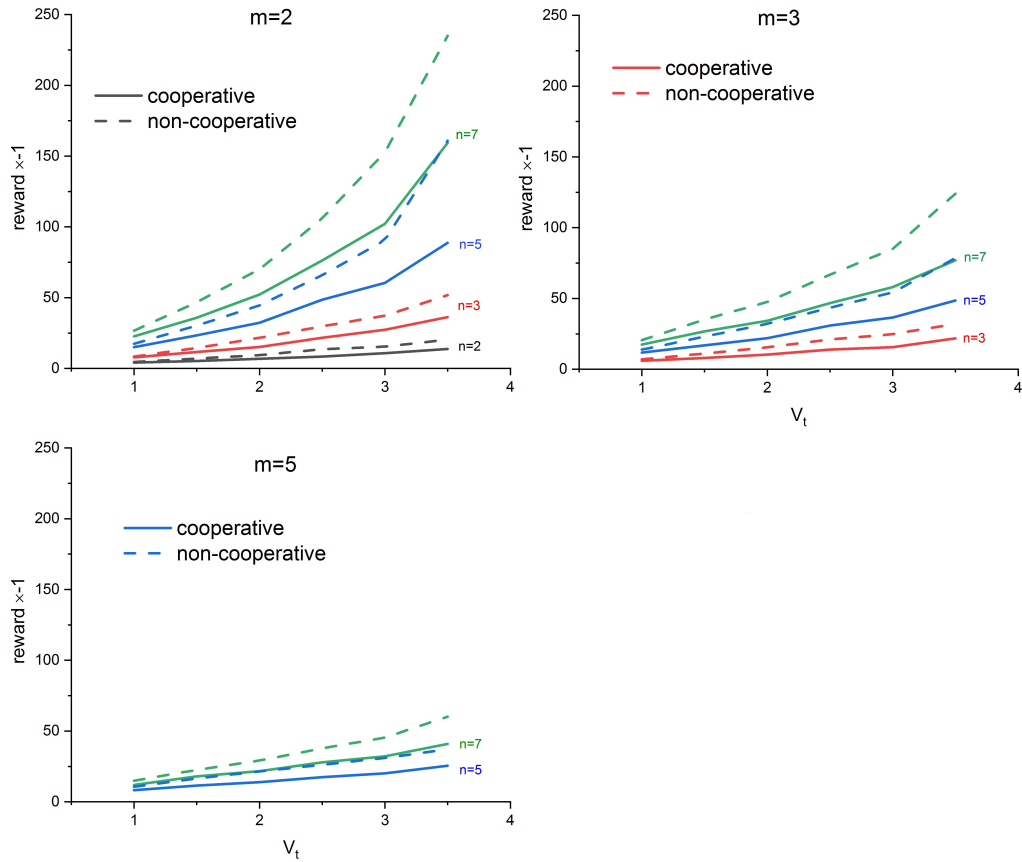 m=2
250
200
150
100
50
0
1
2
3
4
reward ×-1
cooperative
non-cooperative
n=7
n=5
n=3
n=2
m=3
250
200
150
100
50
0
1
2
3
4
reward ×-1
Vt
cooperative
non-cooperative
n=7
n=5
n=3
m=5
250
200
150
100
50
0
1
2
3
4
reward ×-1
Vt
cooperative
non-cooperative
n=7
n=5